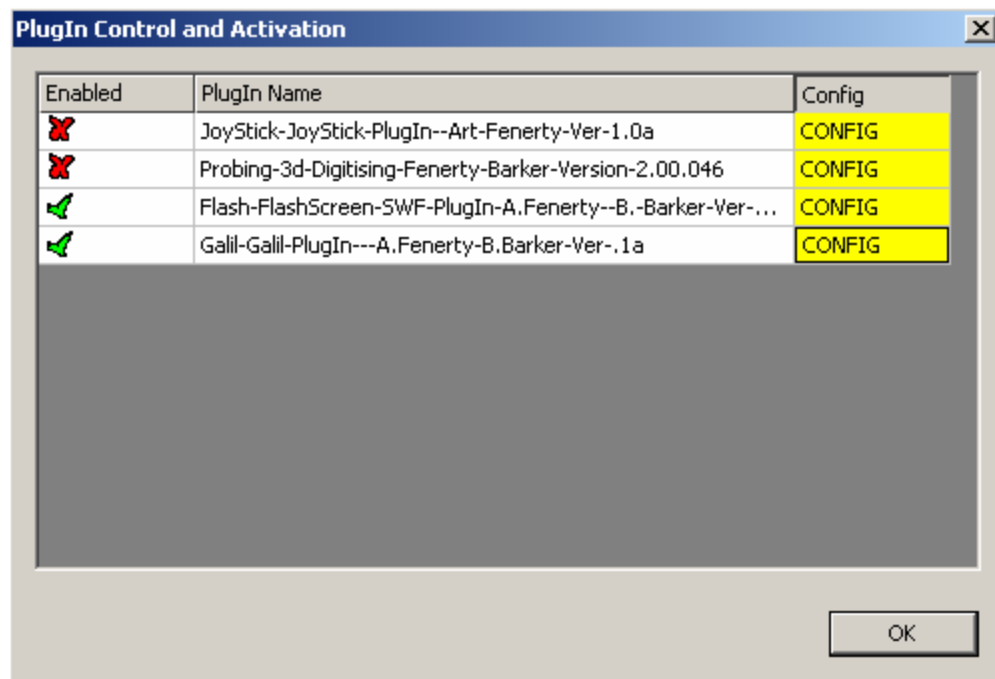 PlugIn Control and Activation
Enabled PlugIn Name Config
JoyStick-JoyStick-PlugIn--Art-Fenerty-Ver-1.0a CONFIG
Probing-3d-Digitising-Fenerty-Barker-Version-2.00.046 CONFIG
Flash-FlashScreen-SWF-PlugIn-A.Fenerty--B.-Barker-Ver-... CONFIG
Galil-Galil-PlugIn---A.Fenerty-B.Barker-Ver-.1a CONFIG
OK